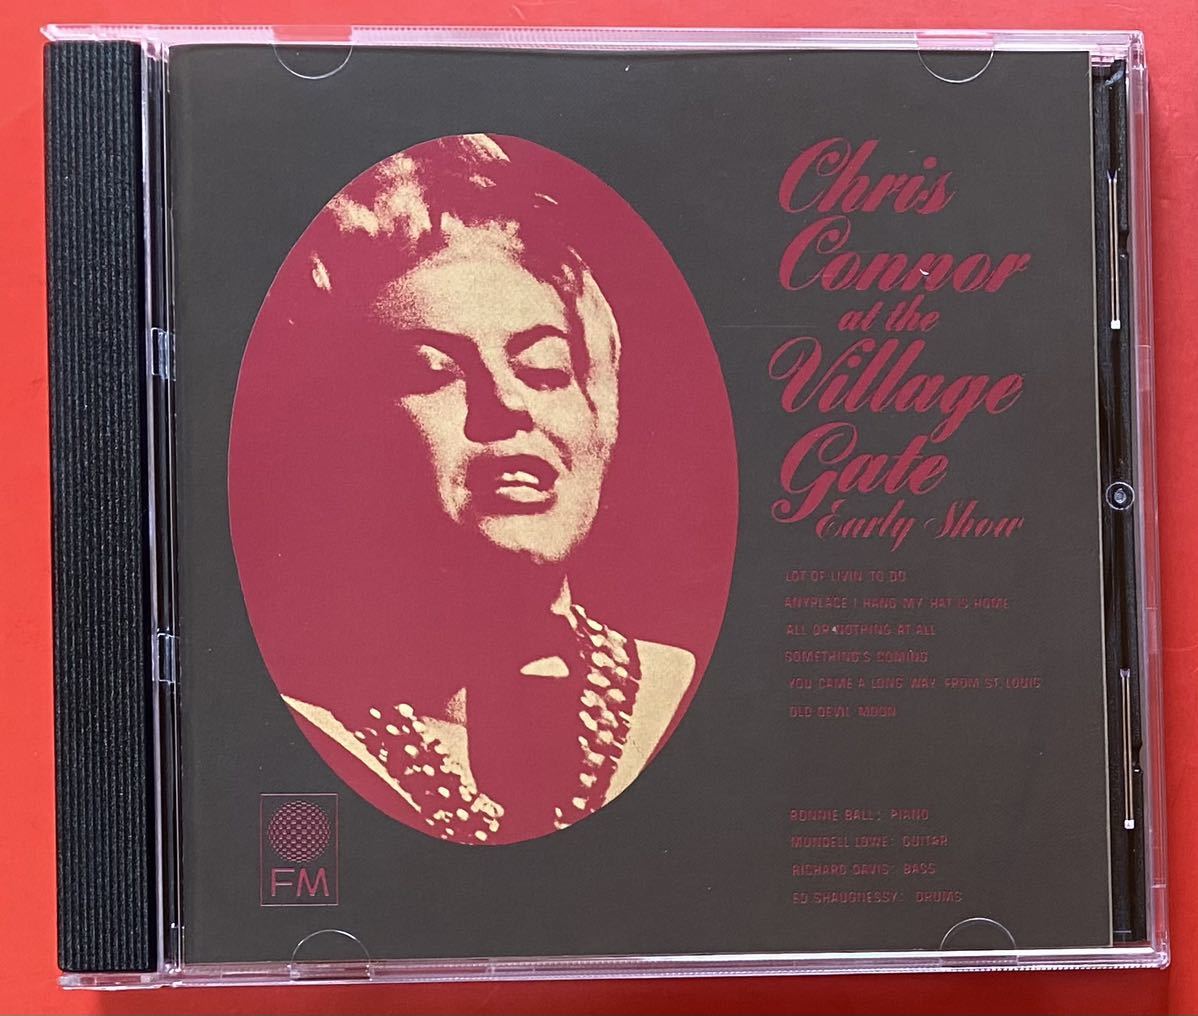 Chris
Connor
at the
Village
Gate
Early Show
LOT OF LIVIN TO DO
ANYPLACE I HANG MY HAT IS HOME
ALL OR NOTHING AT ALL
SOMETHING'S COMING
YOU CAME A LONG WAY FROM ST. LOUIS
OLD DEVIL MOON
RONNIE BALL: PIANO
MUNDELL LOWE: GUITAR
RICHARD DAVIS: BASS
ED SHAUGNESSY: DRUMS
FM